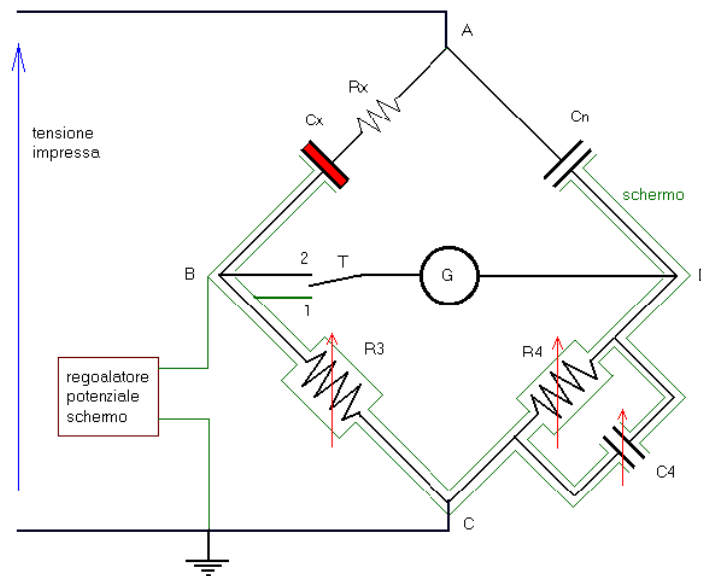 A
Rx
Cx
Cn
tensione
impressa
schermo
B
2
T
G
D
1
R3
R4
regoalatore
potenziale
schermo
C4
C